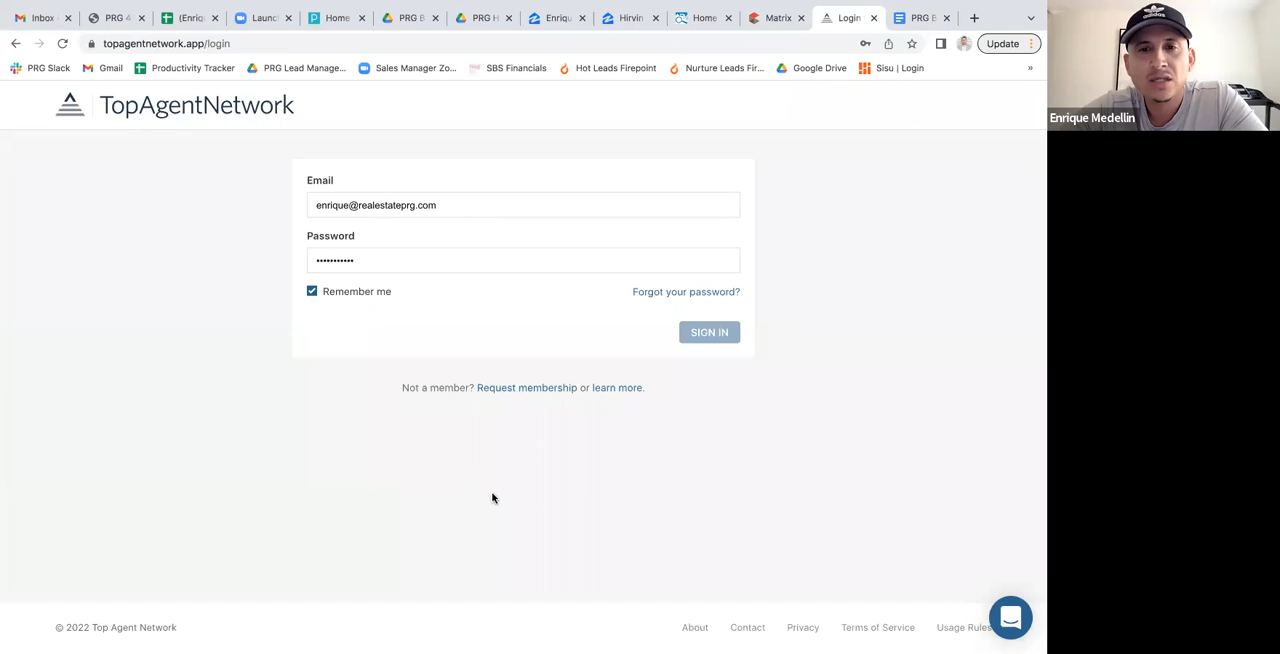 Inbox
PRG 4
(Enriq
Launc
Home
PRG B
PRG H
Enriqu
Hirvin
Home
Matrix
Login
PRG B
topagentnetwork.app/login
Update
PRG Slack
Gmail
Productivity Tracker
PRG Lead Manage...
Sales Manager Zo...
SBS Financials
Hot Leads Firepoint
Nurture Leads Fir...
Google Drive
Sisu | Login
»
TopAgentNetwork
adidas
Enrique Medellin
Email
enrique@realestateprg.com
Password
•••••••••••
Remember me
Forgot your password?
SIGN IN
Not a member? Request membership or learn more.
© 2022 Top Agent Network
About
Contact
Privacy
Terms of Service
Usage Rules